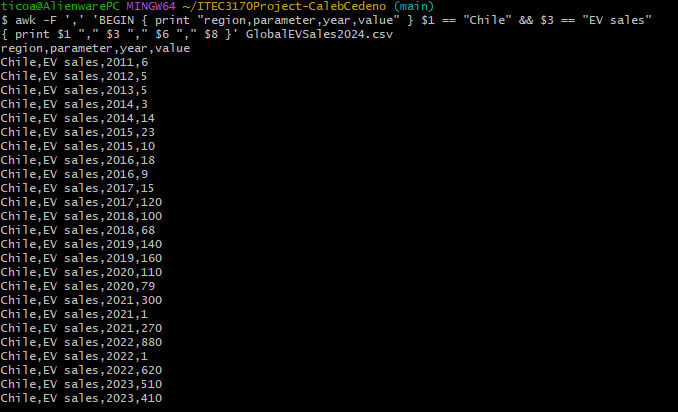 ticoa@AlienwarePC MINGW64 ~/ITEC3170Project-CalebCedeno (main)
$ awk -F ',' 'BEGIN { print "region,parameter,year,value" } $1 == "Chile" && $3 == "EV sales"
{ print $1 "," $3 "," $6 "," $8 }' GlobalEVSales2024.csv
region,parameter,year,value
Chile,EV sales,2011,6
Chile,EV sales,2012,5
Chile,EV sales,2013,5
Chile,EV sales,2014,3
Chile,EV sales,2014,14
Chile,EV sales,2015,23
Chile,EV sales,2015,10
Chile,EV sales,2016,18
Chile,EV sales,2016,9
Chile,EV sales,2017,15
Chile,EV sales,2017,120
Chile,EV sales,2018,100
Chile,EV sales,2018,68
Chile,EV sales,2019,140
Chile,EV sales,2019,160
Chile,EV sales,2020,110
Chile,EV sales,2020,79
Chile,EV sales,2021,300
Chile,EV sales,2021,1
Chile,EV sales,2021,270
Chile,EV sales,2022,880
Chile,EV sales,2022,1
Chile,EV sales,2022,620
Chile,EV sales,2023,510
Chile,EV sales,2023,410